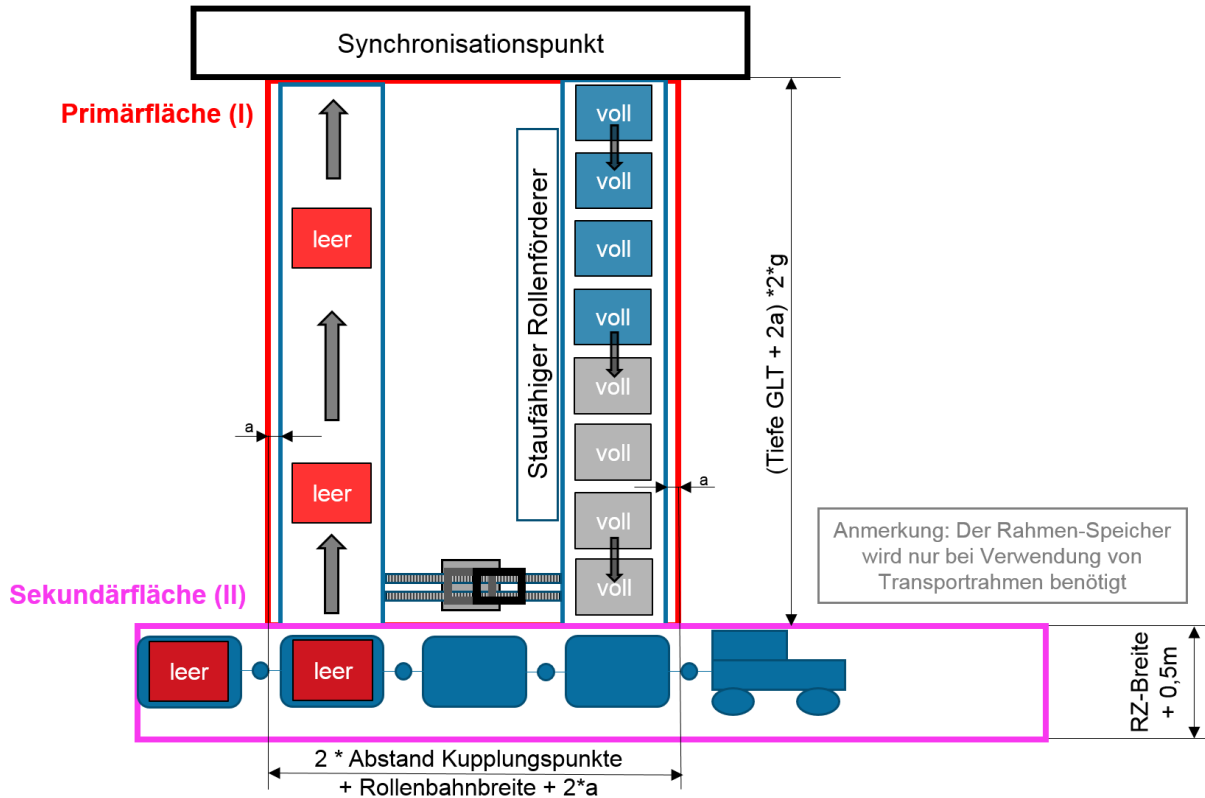 Synchronisationspunkt
Primärfläche (I)
Staufähiger Rollenförderer
leer
leer
voll
voll
voll
voll
voll
voll
voll
voll
a
a
(Tiefe GLT + 2a) *2*g
Anmerkung: Der Rahmen-Speicher
wird nur bei Verwendung von
Transportrahmen benötigt
Sekundärfläche (II)
leer
leer
RZ-Breite
+ 0,5m
2 * Abstand Kupplungspunkte
+ Rollenbahnbreite + 2*a